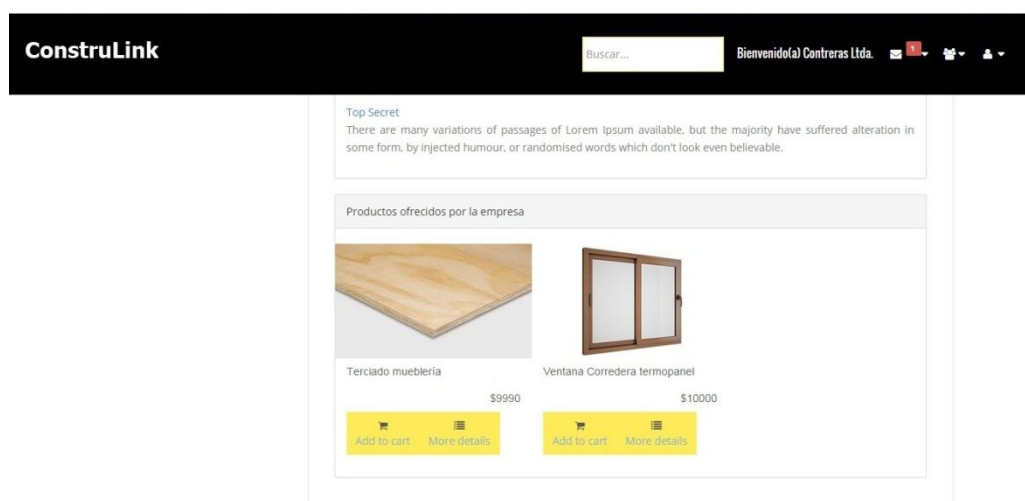 ConstruLink
Buscar...
Bienvenido(a) Contreras Ltda.
1
Top Secret
There are many variations of passages of Lorem Ipsum available, but the majority have suffered alteration in
some form, by injected humour, or randomised words which don't look even believable.
Productos ofrecidos por la empresa
Terciado mueblería
Ventana Corredera termopanel
$9990
$10000
Add to cart
More details
Add to cart
More details